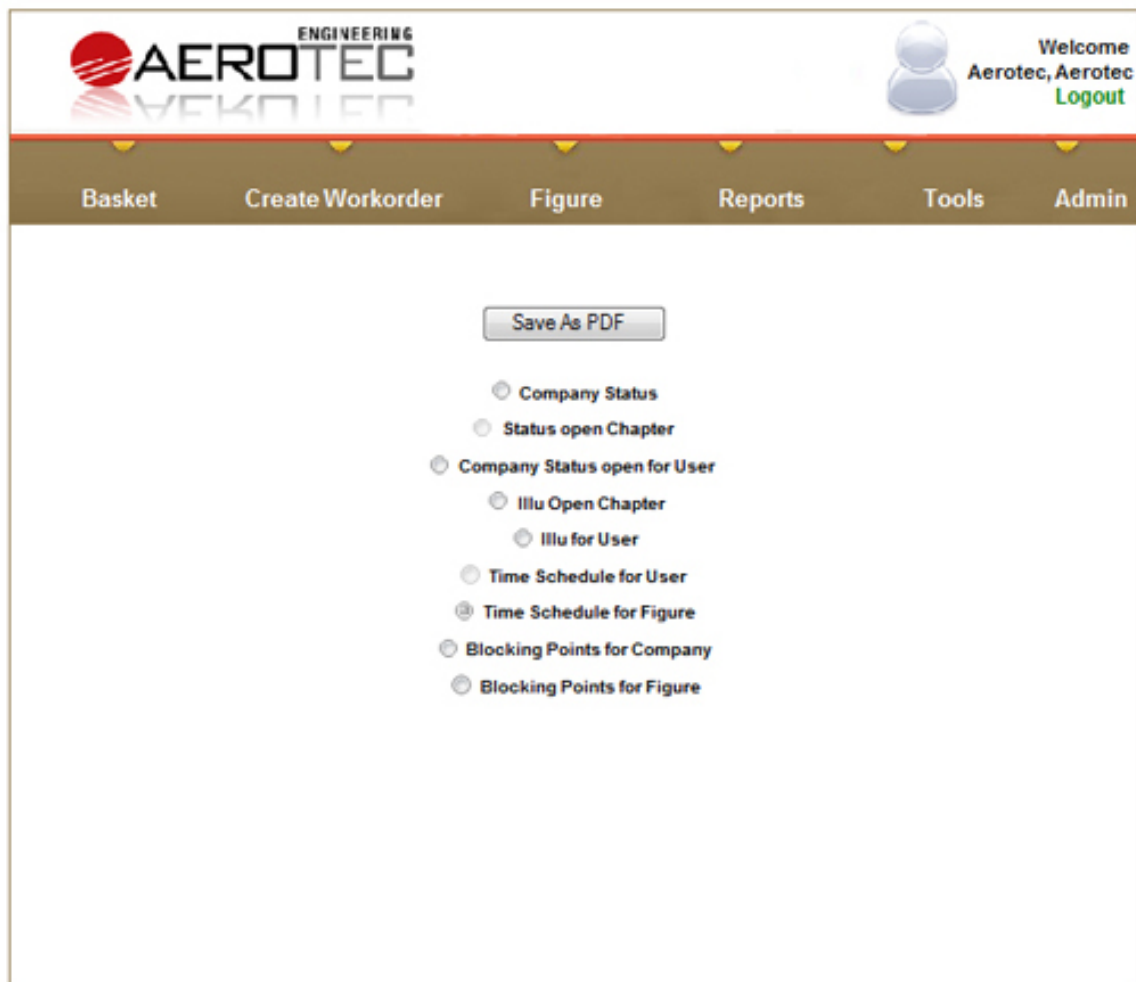 ENGINEERING
AEROTEC
Welcome
Aerotec, Aerotec
Logout
Basket Create Workorder Figure Reports Tools Admin
Save As PDF
Company Status
Status open Chapter
Company Status open for User
Illu Open Chapter
Illu for User
Time Schedule for User
Time Schedule for Figure
Blocking Points for Company
Blocking Points for Figure